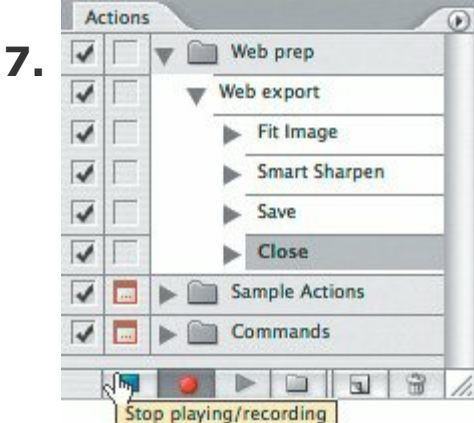 Actions
7.
Web prep
Web export
Fit Image
Smart Sharpen
Save
Close
Sample Actions
Commands
Stop playing/recording